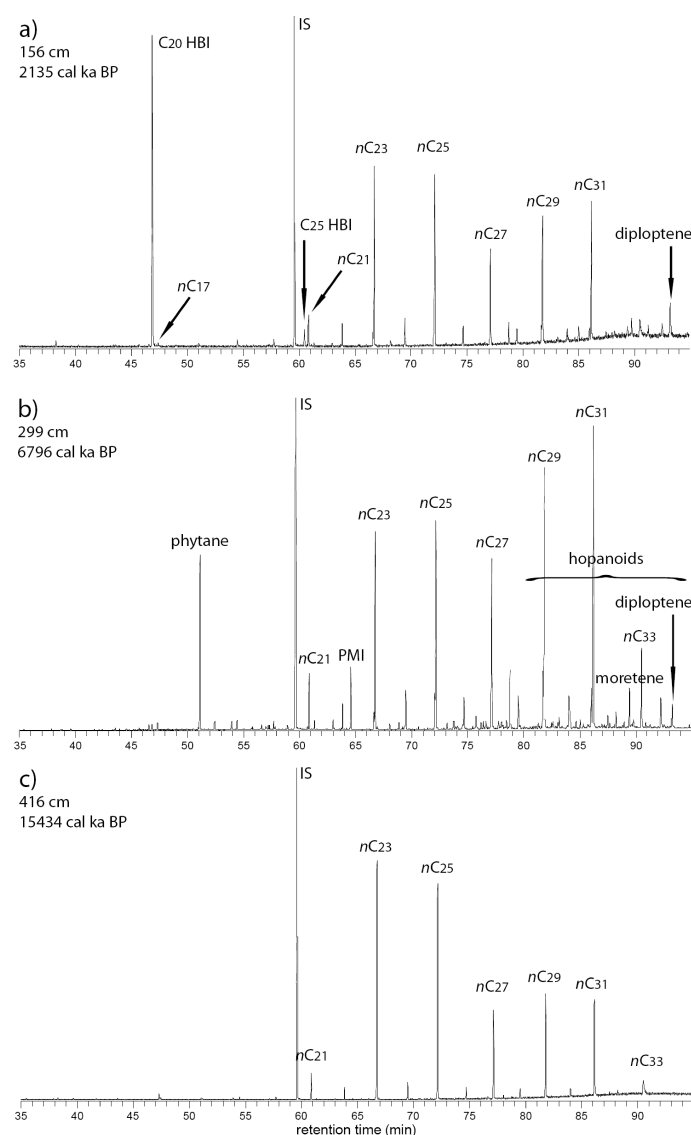 a)
156 cm
2135 cal ka BP
C20 HBI
IS
nC17
C25 HBI
nC21
nC23
nC25
nC27
nC29
nC31
diploptene
35 40 45 50 55 60 65 70 75 80 85 90
b)
299 cm
6796 cal ka BP
phytane
IS
nC21
PMI
nC23
nC25
nC27
nC29
nC31
hopanoids
diploptene
nC33
moretene
35 40 45 50 55 60 65 70 75 80 85 90
c)
416 cm
15434 cal ka BP
IS
nC21
nC23
nC25
nC27
nC29
nC31
nC33
35 40 45 50 55 60 65 70 75 80 85 90
retention time (min)